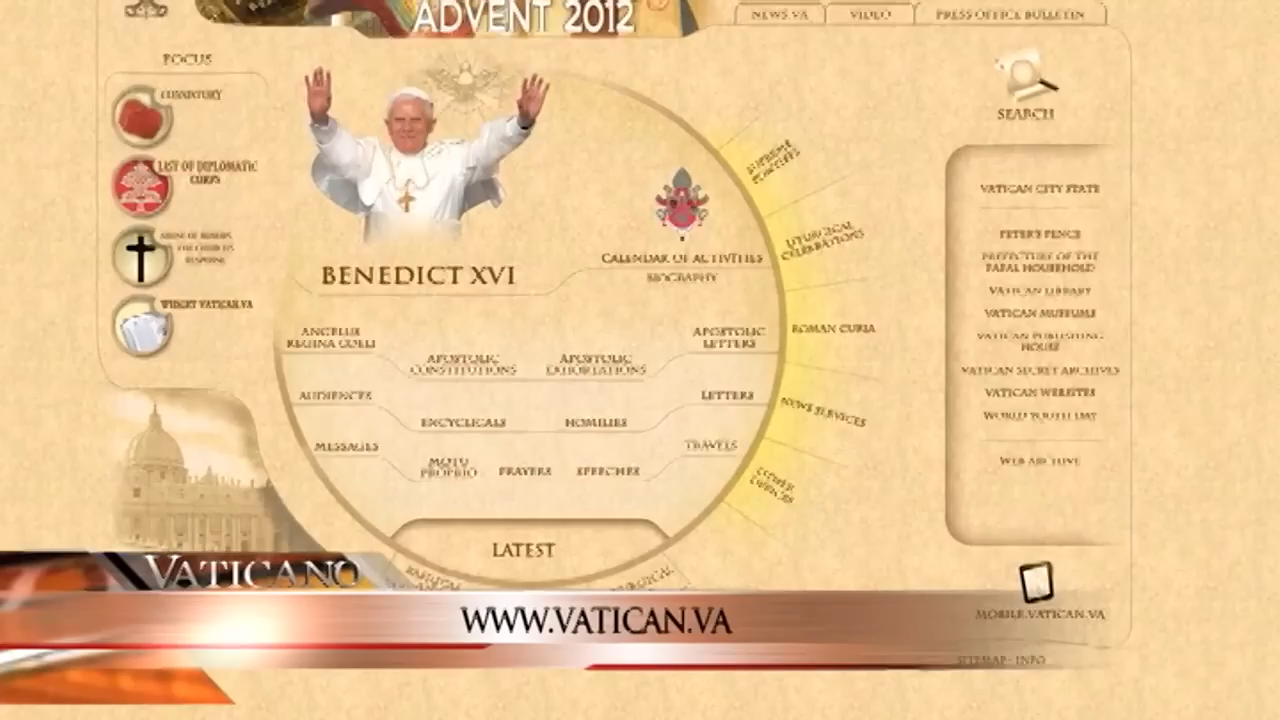 ADVENT 2012
NEWS.VA
VIDEO
PRESS OFFICE BULLETIN
FOCUS
CONSISTORY
LIST OF DIPLOMATIC
CORPS
RESPONSE
WIDGET VATICAN.VA
BENEDICT XVI
CALENDAR OF ACTIVITIES
BIOGRAPHY
ANGELUS
REGINA COELI
APOSTOLIC
CONSTITUTIONS
APOSTOLIC
EXHORTATIONS
APOSTOLIC
LETTERS
AUDIENCES
ENCYCLICALS
HOMILIES
LETTERS
MESSAGES
MOTU
PROPRIO
PRAYERS
SPEECHES
TRAVELS
LATEST
SUPREME
PONTIFFS
LITURGICAL
CELEBRATIONS
ROMAN CURIA
NEWS SERVICES
SEARCH
VATICAN CITY STATE
PETER'S PENCE
PREFECTURE OF THE
PAPAL HOUSEHOLD
VATICAN LIBRARY
VATICAN MUSEUMS
VATICAN PUBLISHING
HOUSE
VATICAN SECRET ARCHIVES
VATICAN WEBSITES
WORLD YOUTH DAY
WEB ARCHIVE
MOBILE.VATICAN.VA
SITEMAP - INFO
VATICANO
WWW.VATICAN.VA